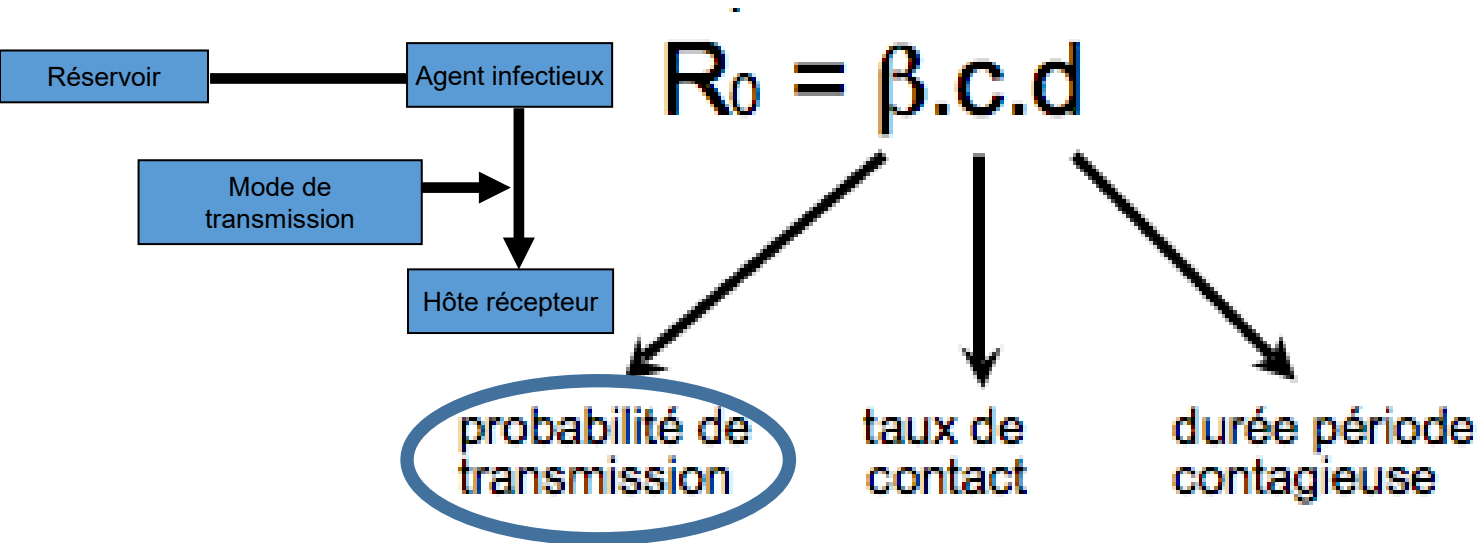 Réservoir
Agent infectieux
R₀ = β.c.d
Mode de
transmission
Hôte récepteur
probabilité de
transmission
taux de
contact
durée période
contagieuse